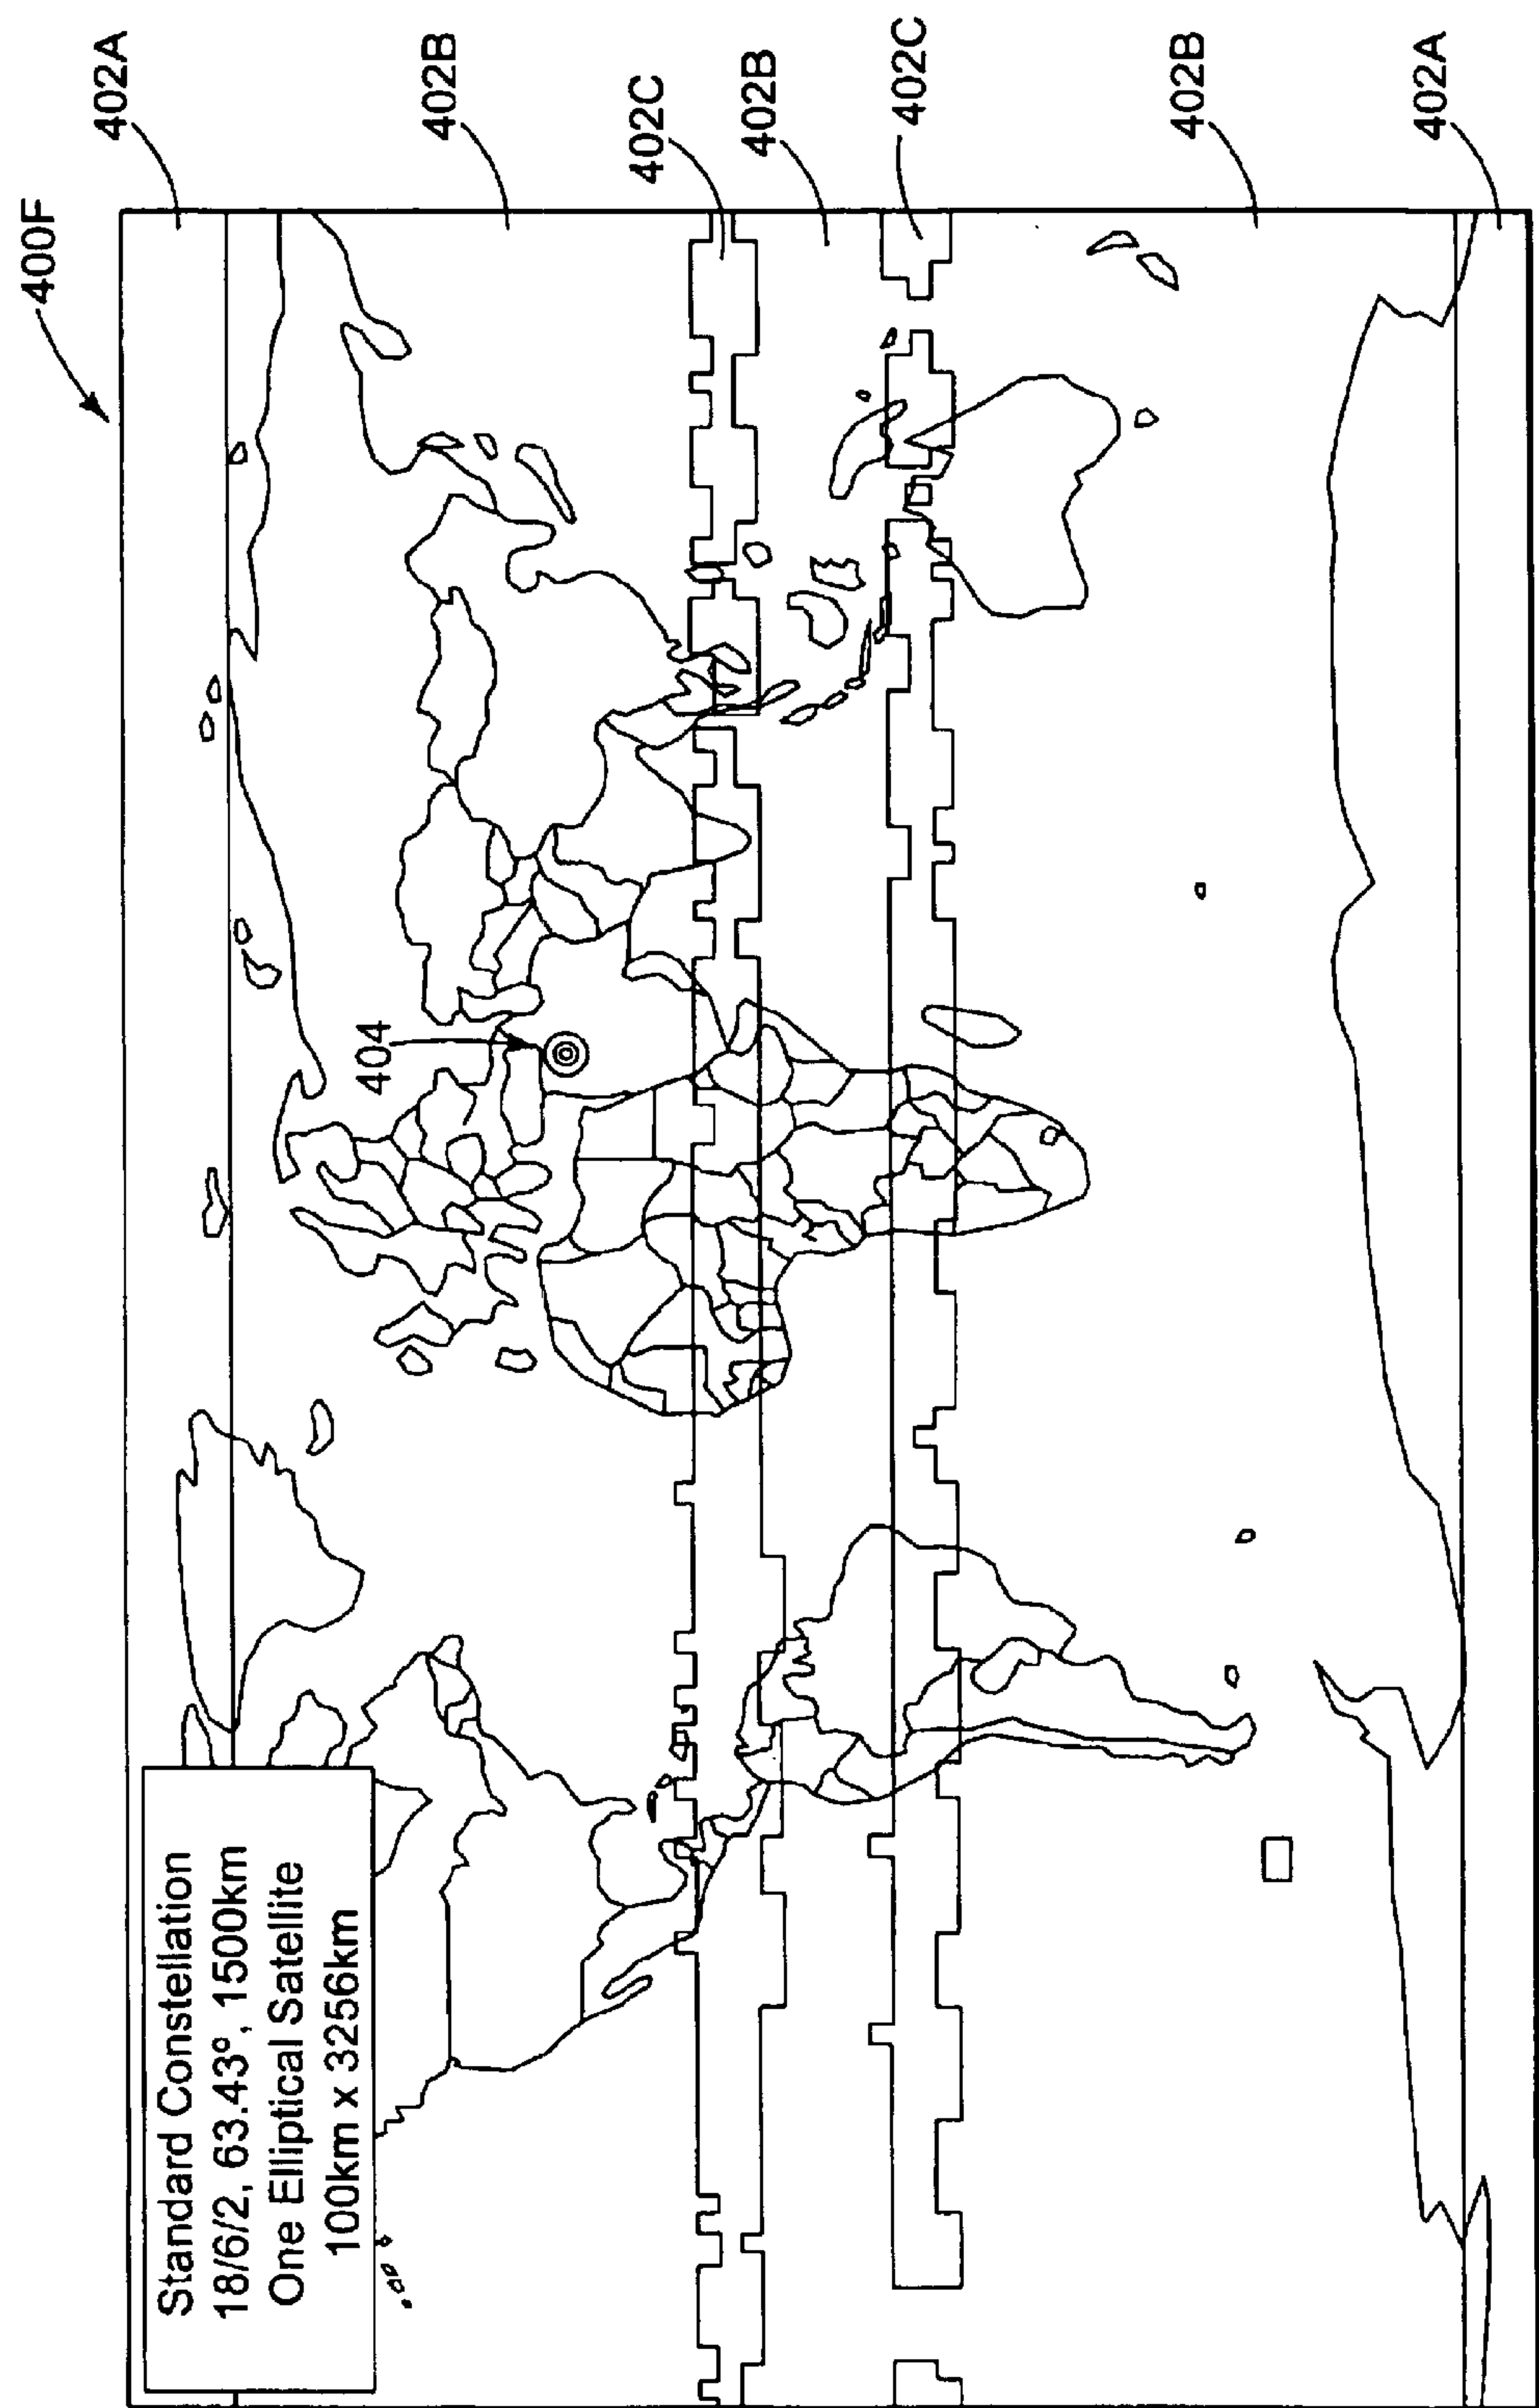 400F
402A
402B
402C
402B
402C
402B
402A
404
Standard Constellation
18/6/2, 63.43°, 1500km
One Elliptical Satellite
100km x 3256km